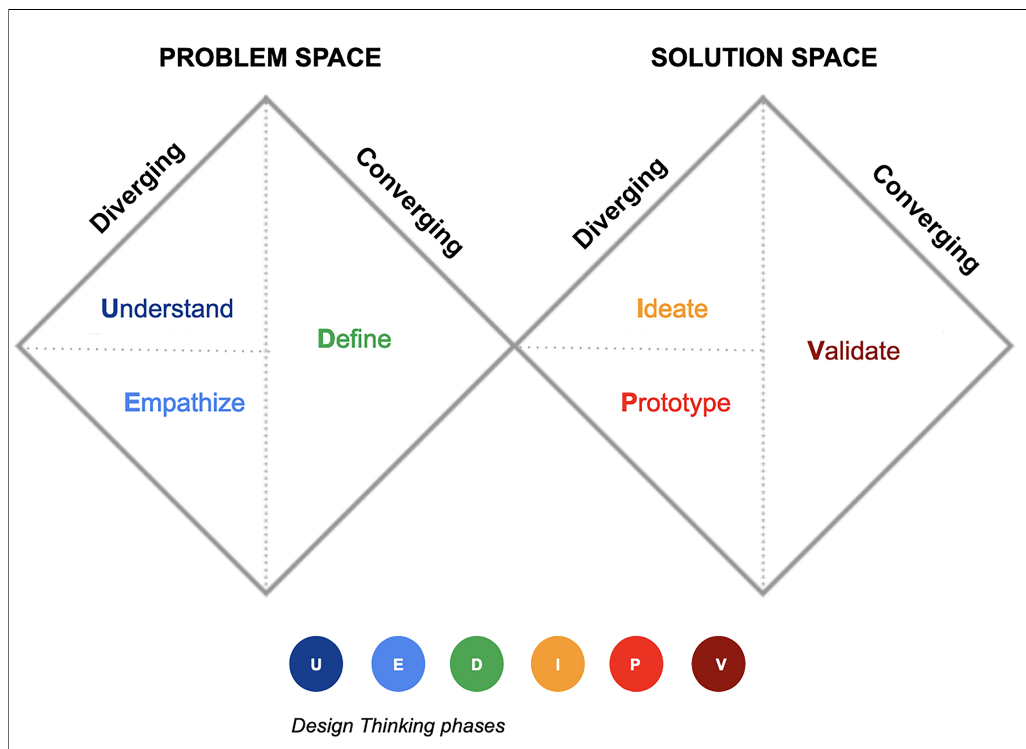 PROBLEM SPACE
SOLUTION SPACE
Diverging
Converging
Diverging
Converging
Understand
Empathize
Define
Ideate
Prototype
Validate
U
E
D
I
P
V
Design Thinking phases